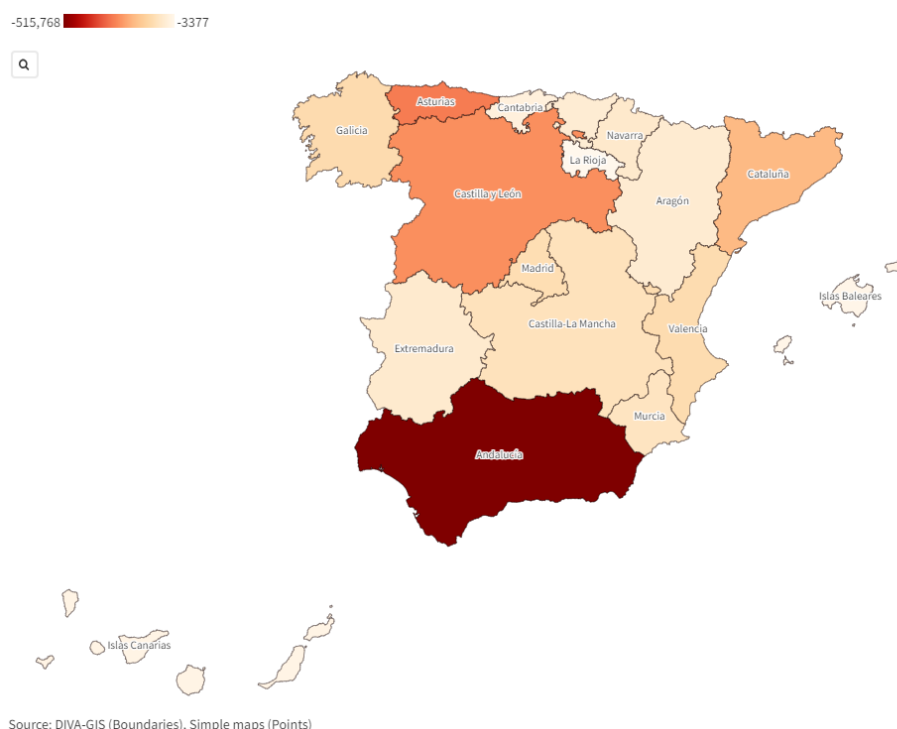 -515,768 -3377
Asturias
Cantabria
Galicia
Navarra
La Rioja
Cataluña
Castilla y León
Aragón
Madrid
Islas Baleares
Castilla-La Mancha
Valencia
Extremadura
Murcia
Andalucía
Islas Canarias
Source: DIVA-GIS (Boundaries), Simple maps (Points)